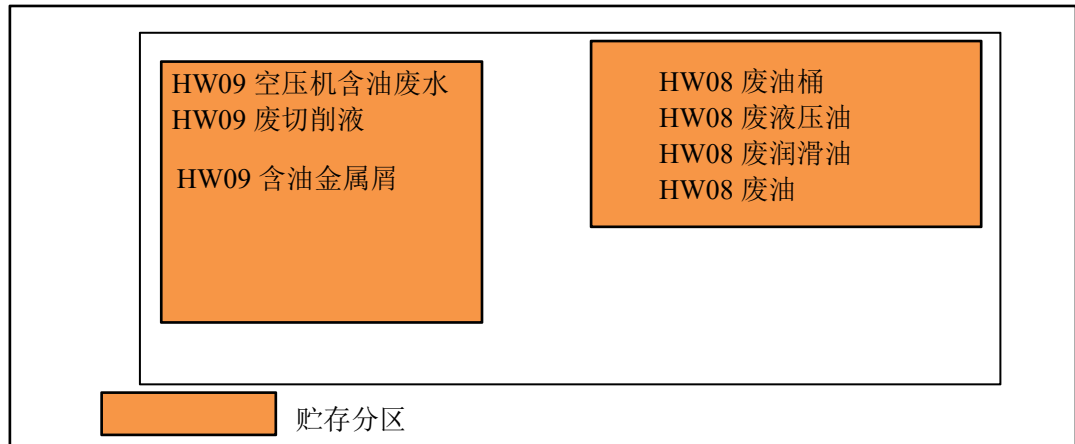 HW09 空压机含油废水
HW09 废切削液
HW09 含油金属屑
HW08 废油桶
HW08 废液压油
HW08 废润滑油
HW08 废油
贮存分区